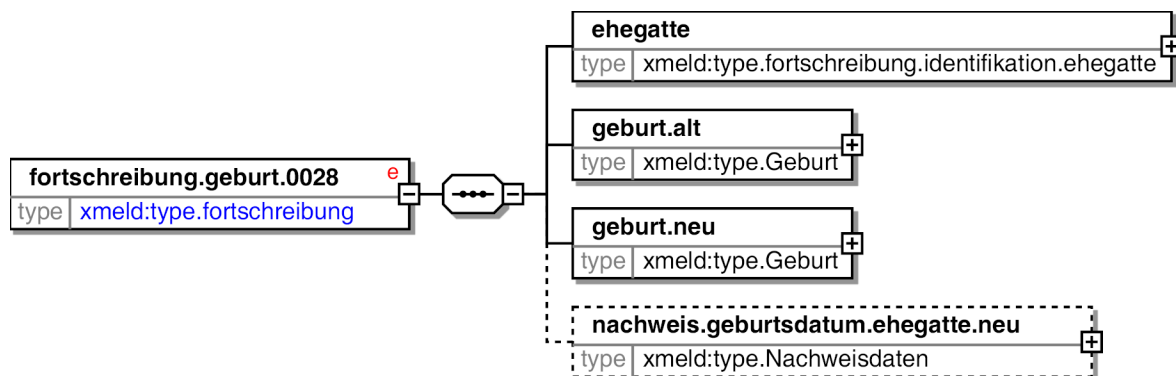 ehegatte
type xmeld:type.fortschreibung.identifikation.ehegatte
geburt.alt
type xmeld:type.Geburt
fortschreibung.geburt.0028 e
type xmeld:type.fortschreibung
geburt.neu
type xmeld:type.Geburt
nachweis.geburtsdatum.ehegatte.neu
type xmeld:type.Nachweisdaten